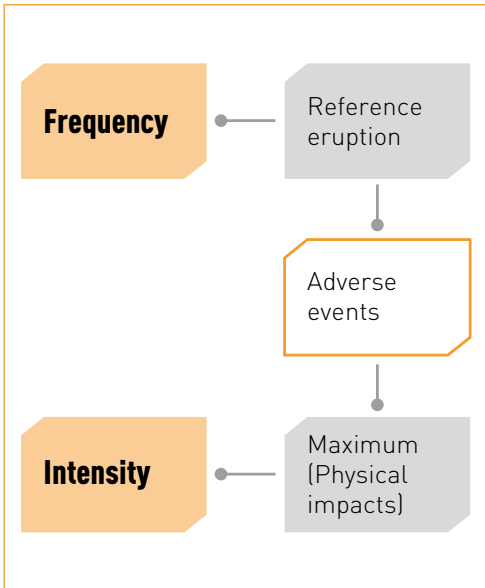 Frequency
Reference
eruption
Adverse
events
Intensity
Maximum
(Physical
impacts)